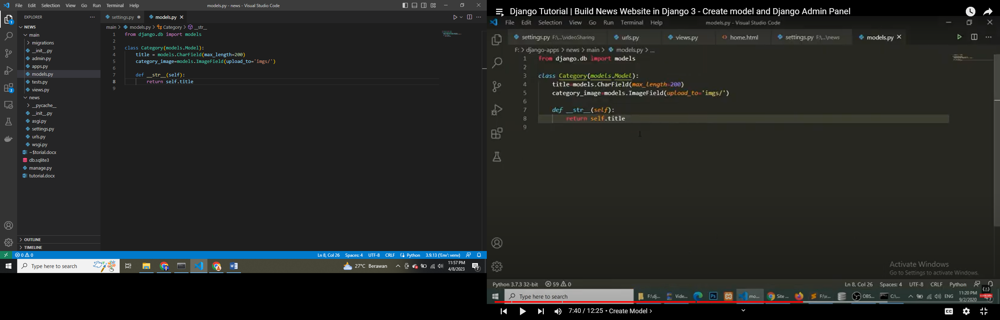 File Edit Selection View Go Run Terminal Help models.py - news - Visual Studio Code
EXPLORER
settings.py
models.py
NEWS
main > models.py > Category > __str__
main
migrations
__init__.py
admin.py
apps.py
models.py
tests.py
views.py
news
__pycache__
__init__.py
asgi.py
settings.py
urls.py
wsgi.py
~$torial.docx
db.sqlite3
manage.py
tutorial.docx
OUTLINE
TIMELINE
1
2
1 from django.db import models
2
3 class Category(models.Model):
4 title = models.CharField(max_length=200)
5 category_image=models.ImageField(upload_to='imgs/')
6
7 def __str__(self):
8 return self.title
9
0 0 Ln 8, Col 26 Spaces: 4 UTF-8 CRLF Python 3.9.13 ('Env': venv)
Type here to search
27°C Berawan
11:57 PM
4/8/2023
7
Django Tutorial | Build News Website in Django 3 - Create model and Django Admin Panel
File Edit Selection View Go Run Terminal Help models.py - Visual Studio Code
settings.py F:\...\videoSharing urls.py views.py home.html settings.py F:\...\news models.py
F: > django-apps > news > main > models.py > ...
1 from django.db import models
2
3 class Category(models.Model):
4 title=models.CharField(max_length=200)
5 category_image=models.ImageField(upload_to='imgs/')
6
7 def __str__(self):
8 return self.title
9
Activate Windows
Go to Settings to activate Windows.
Python 3.7.3 32-bit 59 0 Ln 8, Col 26 Spaces: 4 UTF-8 CRLF Python
Type here to search
F:\dj... Vide... Ps mo... Site ... F:\x... OBS... C:\... ENG
11:20 PM
9/2/2020
SUBSCRIBE
7:40 / 12:25 • Create Model >
CC